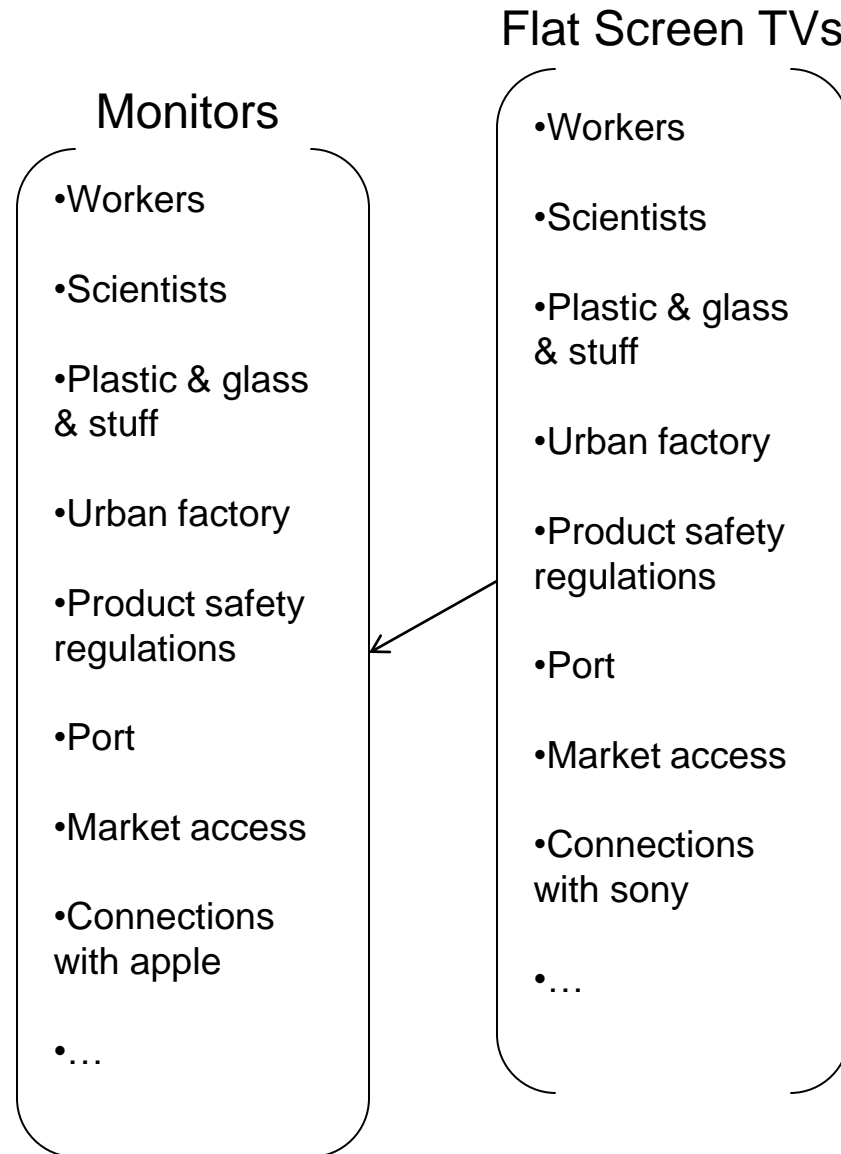 Monitors
•Workers
•Scientists
•Plastic & glass
& stuff
•Urban factory
•Product safety
regulations
•Port
•Market access
•Connections
with apple
•…
Flat Screen TVs
•Workers
•Scientists
•Plastic & glass
& stuff
•Urban factory
•Product safety
regulations
•Port
•Market access
•Connections
with sony
•…